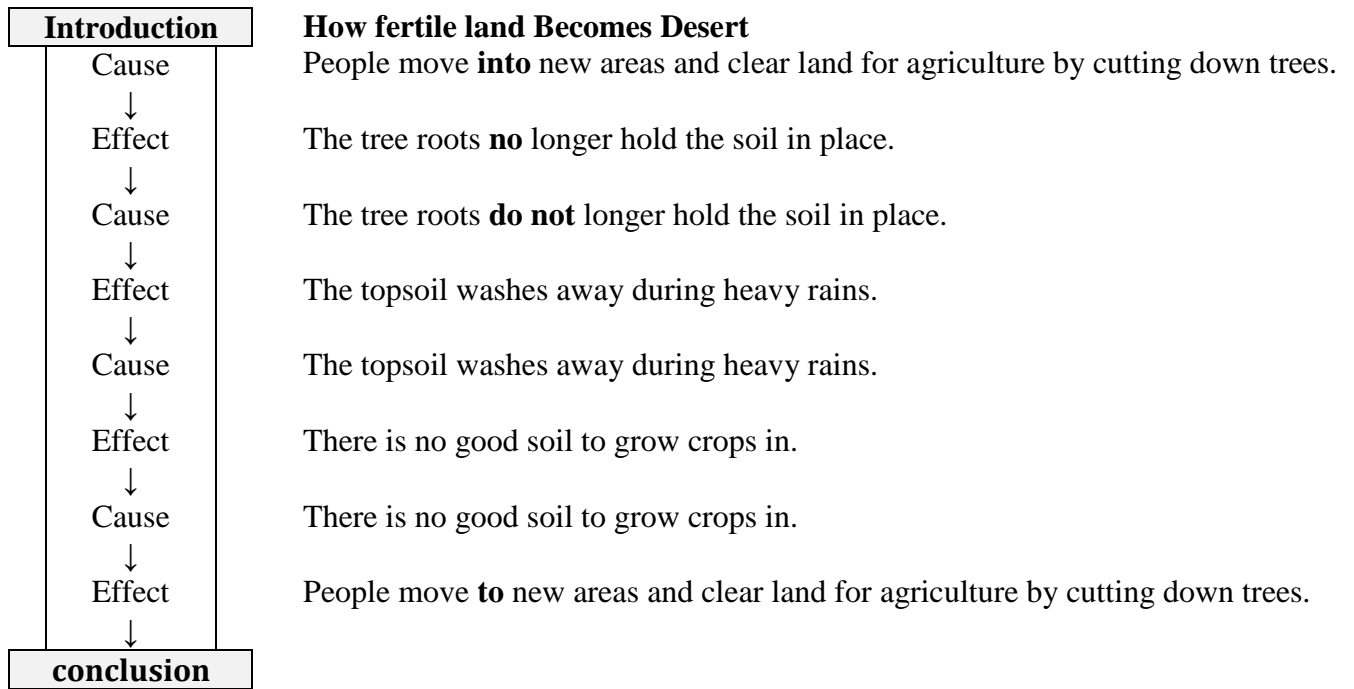 Introduction How fertile land Becomes Desert
Cause People move into new areas and clear land for agriculture by cutting down trees.
↓
Effect The tree roots no longer hold the soil in place.
↓
Cause The tree roots do not longer hold the soil in place.
↓
Effect The topsoil washes away during heavy rains.
↓
Cause The topsoil washes away during heavy rains.
↓
Effect There is no good soil to grow crops in.
↓
Cause There is no good soil to grow crops in.
↓
Effect People move to new areas and clear land for agriculture by cutting down trees.
↓
conclusion